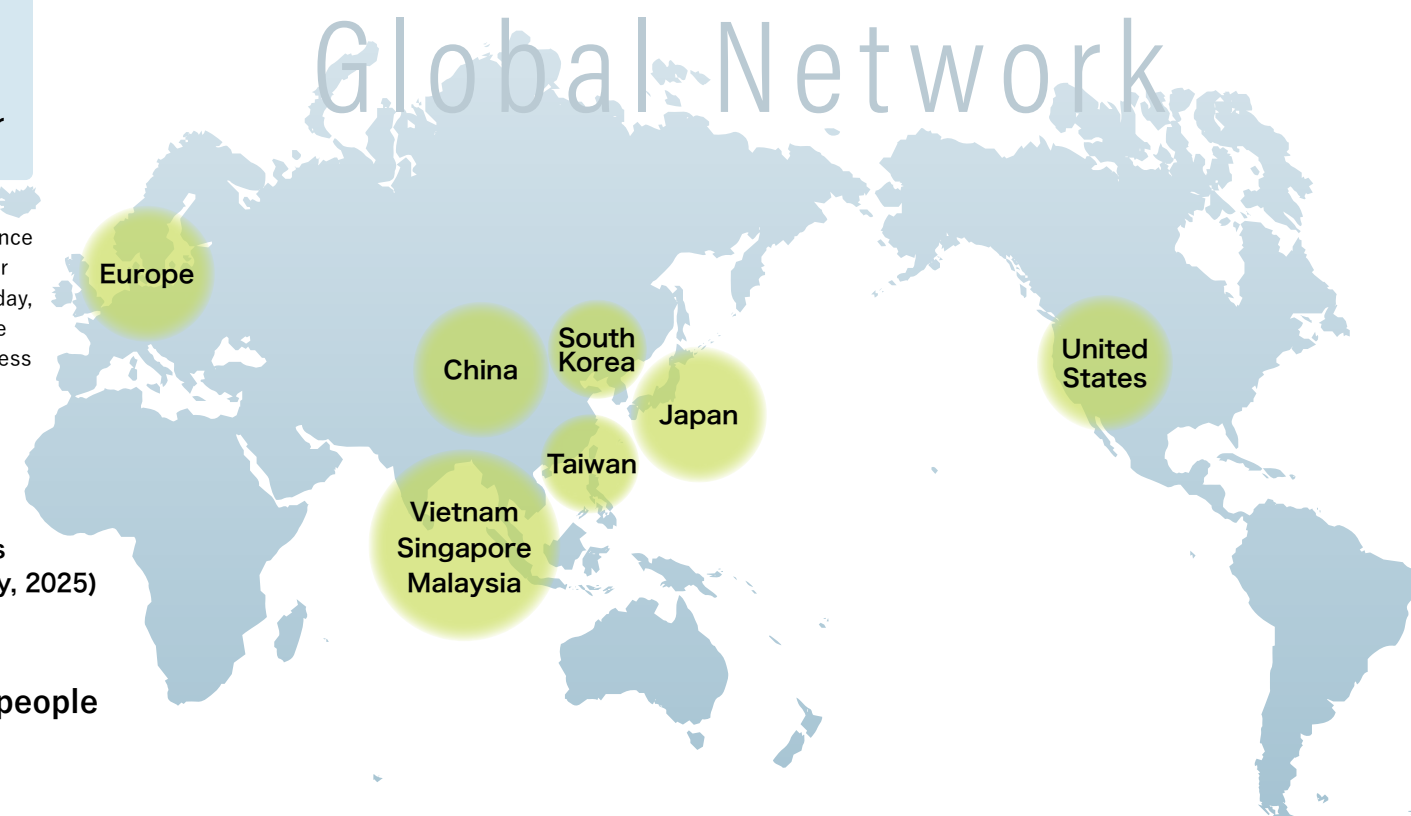 Global Network
r
nce
r
day,
e
ess
s
y, 2025)
people
Europe
China
South
Korea
Japan
Taiwan
Vietnam
Singapore
Malaysia
United
States